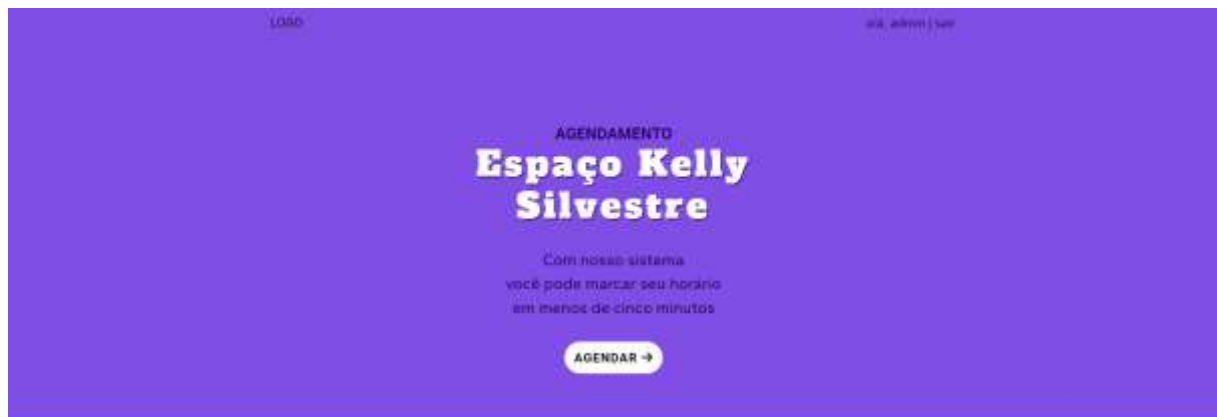 LOGO
olá, admin | sair
AGENDAMENTO
Espaço Kelly
Silvestre
Com nosso sistema
você pode marcar seu horário
em menos de cinco minutos
AGENDAR →